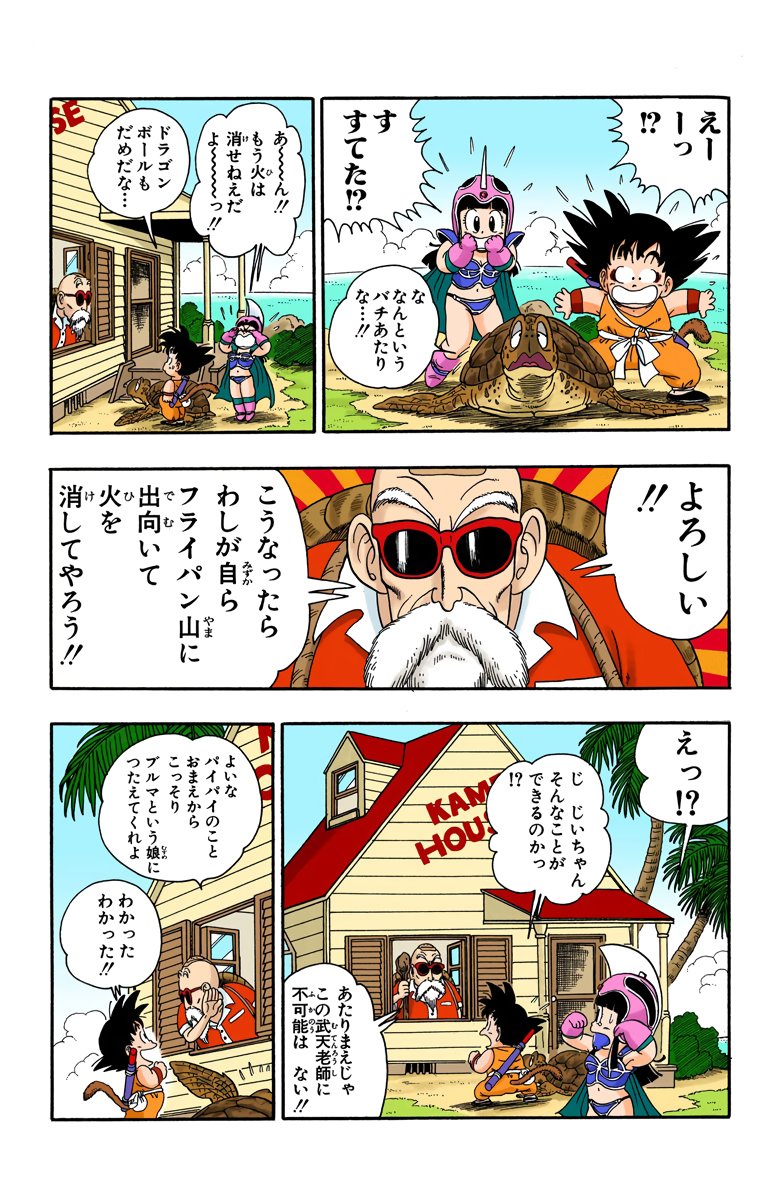 えー
ーっ
!?
す
すてた!?
な
なんという
バチあたり
な…!!
あ〜〜ん!!
もう火は
消せねえだ
よ〜〜〜っ
!!
ドラゴン
ボールも
だめだな…
SE
よろしい
!!
こうなったら
わしが自ら
フライパン山に
出向いて
火を
消してやろう!!
えっ!?
じ じいちゃん
そんなことが
できるのかっ
!?
KAME
HOUS
あたりまえじゃ
この武天老師に
不可能は ない!!
よいな
パイパイのこと
おまえから
こっそり
ブルマという娘に
つたえてくれよ
わかった
わかった!!